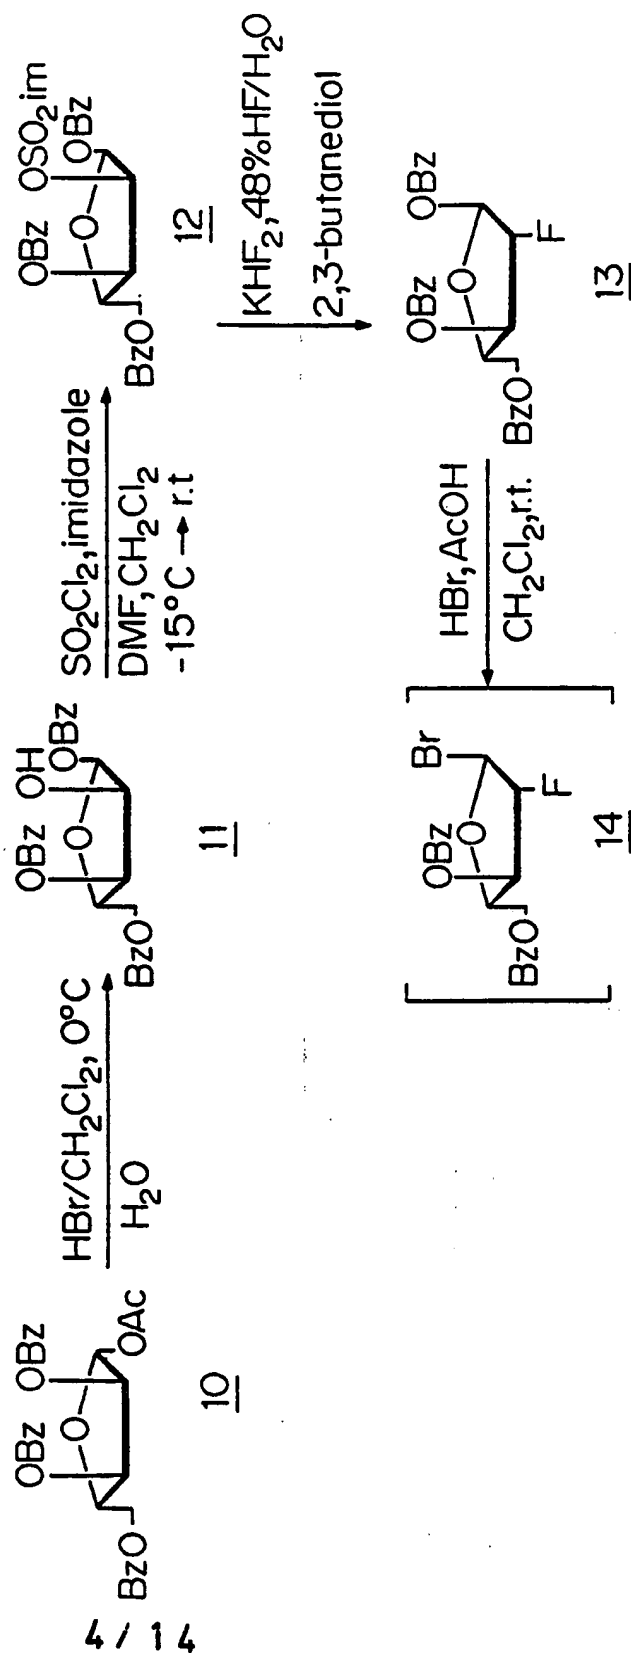 4/14
OBz
OBz
BzO
OAc
10
HBr/CH2Cl2, 0°C
H2O
OBz
OH
OBz
O
BzO
11
SO2Cl2, imidazole
DMF, CH2Cl2
-15°C → r.t
OBz
OSO2im
OBz
O
BzO
12
KHF2, 48%HF/H2O
2,3-butanediol
OBz
OBz
O
BzO
F
13
HBr, AcOH
CH2Cl2, r.t.
OBz
Br
O
BzO
F
14